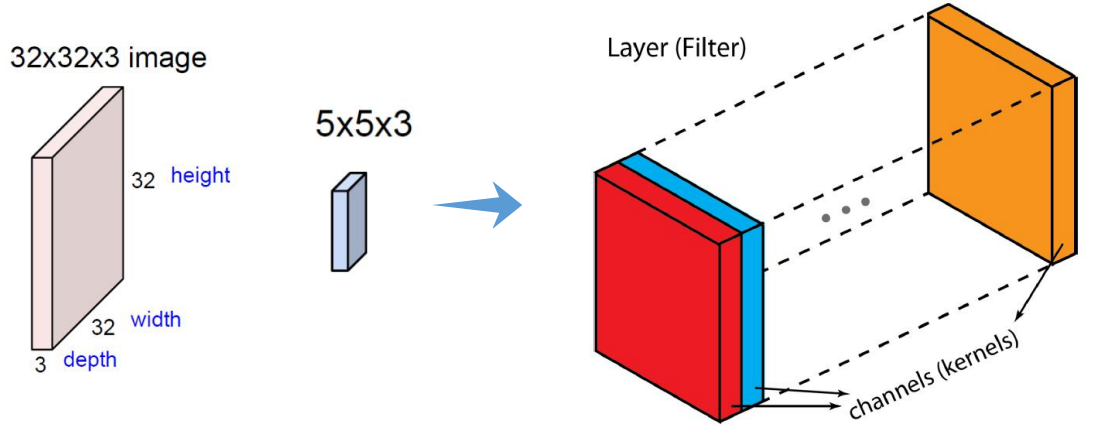 32x32x3 image
32 height
32 width
3 depth
5x5x3
Layer (Filter)
channels (kernels)